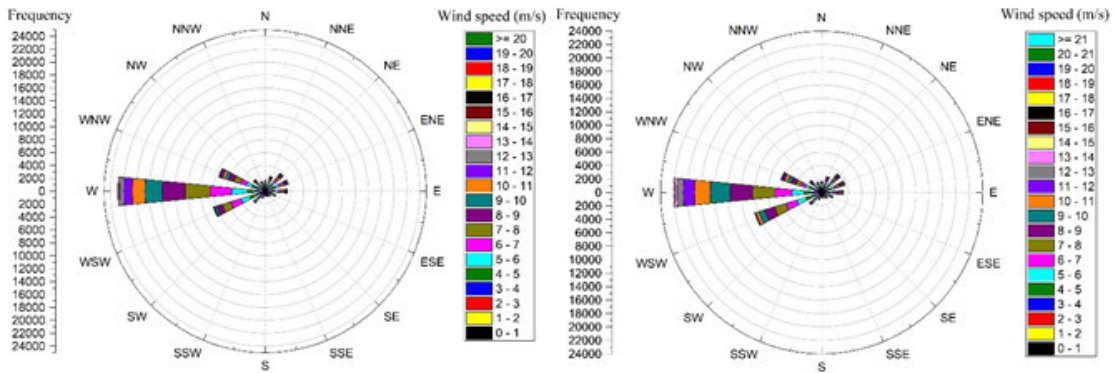 Frequency
24000
22000
20000
18000
16000
14000
12000
10000
8000
6000
4000
2000
0
2000
4000
6000
8000
10000
12000
14000
16000
18000
20000
22000
24000
N
NNE
NE
ENE
E
ESE
SE
SSE
S
SSW
SW
WSW
W
WNW
NW
NNW
Wind speed (m/s)
>= 20
19 - 20
18 - 19
17 - 18
16 - 17
15 - 16
14 - 15
13 - 14
12 - 13
11 - 12
10 - 11
9 - 10
8 - 9
7 - 8
6 - 7
5 - 6
4 - 5
3 - 4
2 - 3
1 - 2
0 - 1
Frequency
24000
22000
20000
18000
16000
14000
12000
10000
8000
6000
4000
2000
0
2000
4000
6000
8000
10000
12000
14000
16000
18000
20000
22000
24000
N
NNE
NE
ENE
E
ESE
SE
SSE
S
SSW
SW
WSW
W
WNW
NW
NNW
Wind speed (m/s)
>= 21
20 - 21
19 - 20
18 - 19
17 - 18
16 - 17
15 - 16
14 - 15
13 - 14
12 - 13
11 - 12
10 - 11
9 - 10
8 - 9
7 - 8
6 - 7
5 - 6
4 - 5
3 - 4
2 - 3
1 - 2
0 - 1